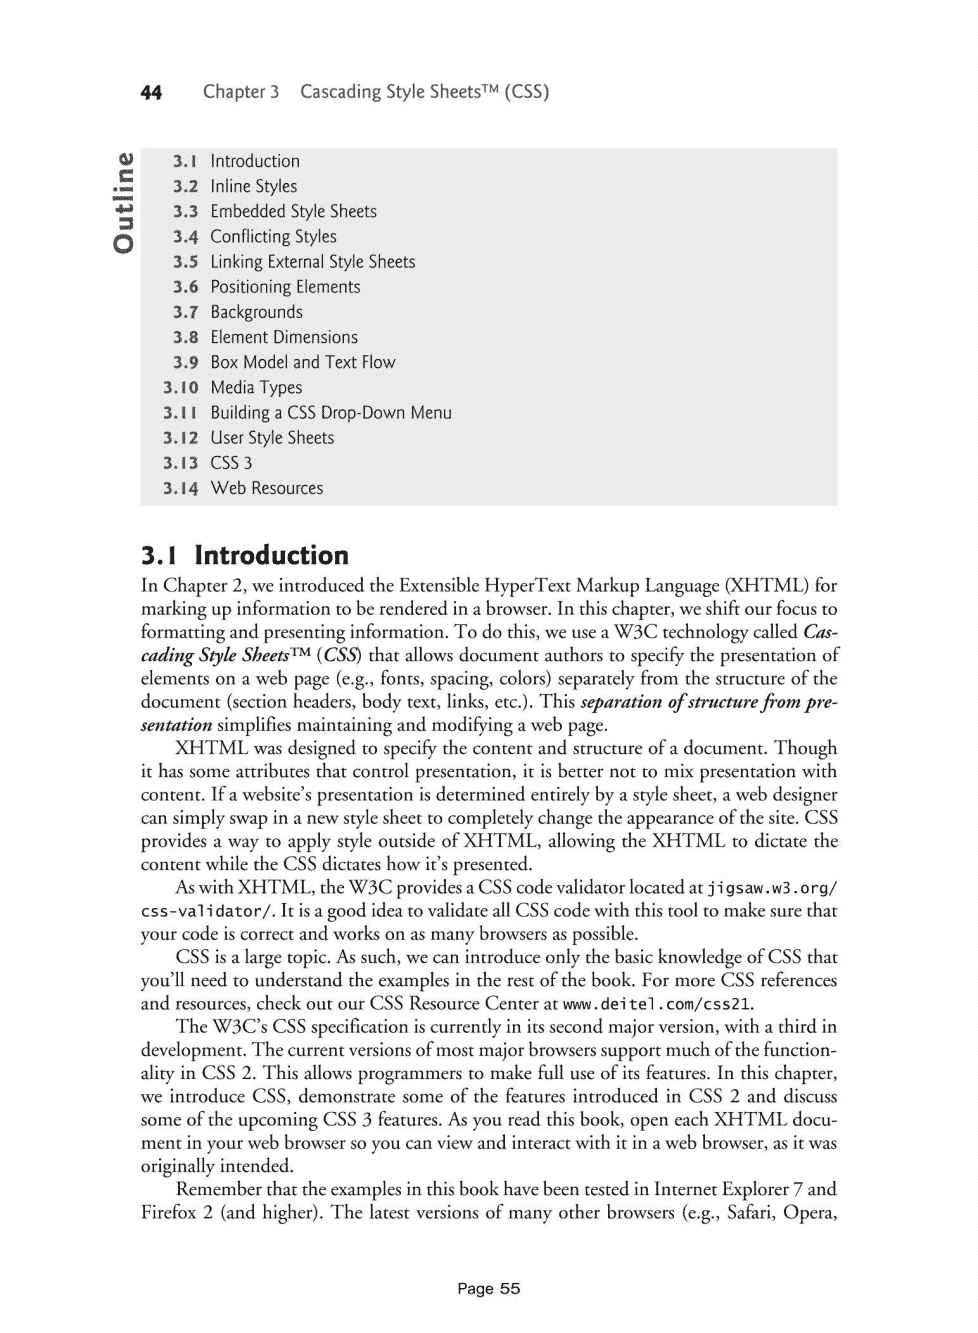 44 Chapter 3 Cascading Style Sheets™ (CSS)
Outline
3.1 Introduction
3.2 Inline Styles
3.3 Embedded Style Sheets
3.4 Conflicting Styles
3.5 Linking External Style Sheets
3.6 Positioning Elements
3.7 Backgrounds
3.8 Element Dimensions
3.9 Box Model and Text Flow
3.10 Media Types
3.11 Building a CSS Drop-Down Menu
3.12 User Style Sheets
3.13 CSS 3
3.14 Web Resources
3.1 Introduction
In Chapter 2, we introduced the Extensible HyperText Markup Language (XHTML) for
marking up information to be rendered in a browser. In this chapter, we shift our focus to
formatting and presenting information. To do this, we use a W3C technology called Cas-
cading Style Sheets™ (CSS) that allows document authors to specify the presentation of
elements on a web page (e.g., fonts, spacing, colors) separately from the structure of the
document (section headers, body text, links, etc.). This separation of structure from pre-
sentation simplifies maintaining and modifying a web page.
XHTML was designed to specify the content and structure of a document. Though
it has some attributes that control presentation, it is better not to mix presentation with
content. If a website's presentation is determined entirely by a style sheet, a web designer
can simply swap in a new style sheet to completely change the appearance of the site. CSS
provides a way to apply style outside of XHTML, allowing the XHTML to dictate the
content while the CSS dictates how it's presented.
As with XHTML, the W3C provides a CSS code validator located at jigsaw.w3.org/
css-validator/. It is a good idea to validate all CSS code with this tool to make sure that
your code is correct and works on as many browsers as possible.
CSS is a large topic. As such, we can introduce only the basic knowledge of CSS that
you'll need to understand the examples in the rest of the book. For more CSS references
and resources, check out our CSS Resource Center at www.deitel.com/css21.
The W3C's CSS specification is currently in its second major version, with a third in
development. The current versions of most major browsers support much of the function-
ality in CSS 2. This allows programmers to make full use of its features. In this chapter,
we introduce CSS, demonstrate some of the features introduced in CSS 2 and discuss
some of the upcoming CSS 3 features. As you read this book, open each XHTML docu-
ment in your web browser so you can view and interact with it in a web browser, as it was
originally intended.
Remember that the examples in this book have been tested in Internet Explorer 7 and
Firefox 2 (and higher). The latest versions of many other browsers (e.g., Safari, Opera,
Page 55